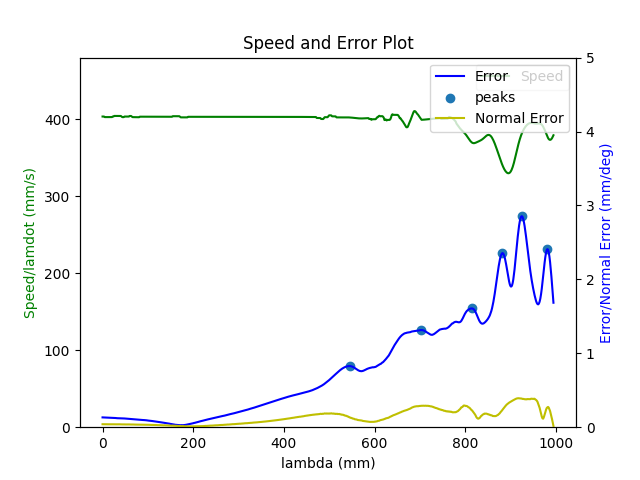 Speed and Error Plot
Error
Speed
peaks
Normal Error
400
300
200
100
0
5
4
3
2
1
0
0
200
400
600
800
1000
lambda (mm)
Speed/lamdot (mm/s)
Error/Normal Error (mm/deg)